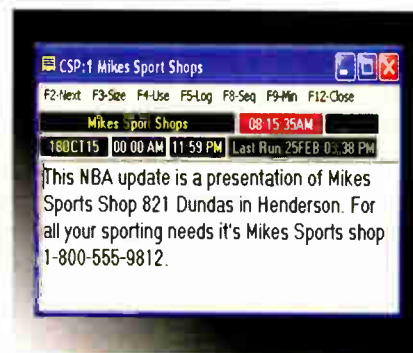 CSP:1 Mikes Sport Shops
F2-Next F3-Size F4-Use F5-Log F8-Seq F9-Min F12-Close
Mikes Sport Shops 08:15:35AM
18OCT15 00:00 AM 11:59 PM Last Run 25FEB 03:38 PM
This NBA update is a presentation of Mikes
Sports Shop 821 Dundas in Henderson. For
all your sporting needs it's Mikes Sports shop
1-800-555-9812.